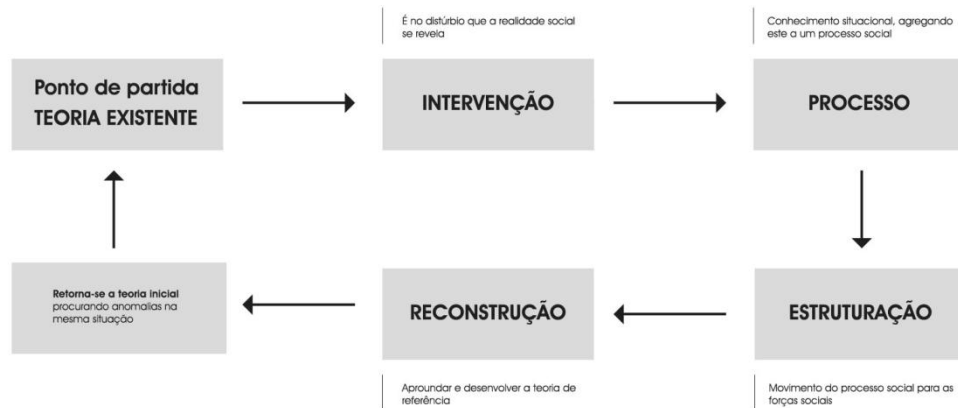 É no distúrbio que a realidade social
se revela
Conhecimento situacional, agregando
este a um processo social
Ponto de partida
TEORIA EXISTENTE
INTERVENÇÃO
PROCESSO
Retorna-se a teoria inicial
procurando anomalias na
mesma situação
RECONSTRUÇÃO
ESTRUTURAÇÃO
Aproundar e desenvolver a teoria de
referência
Movimento do processo social para as
forças sociais